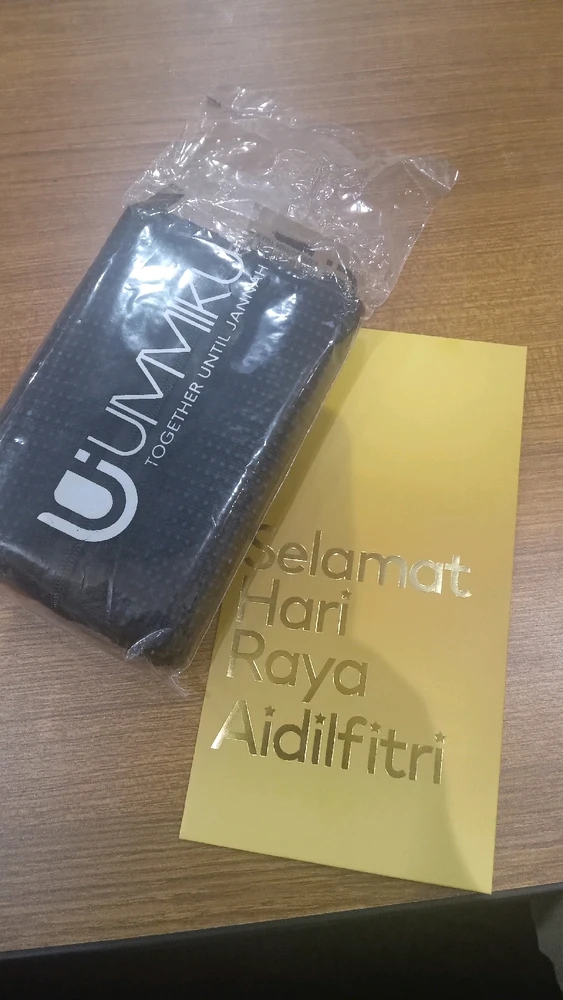 UMMIKU
TOGETHER UNTIL JANNAH
Selamat
Hari
Raya
Aidilfitri